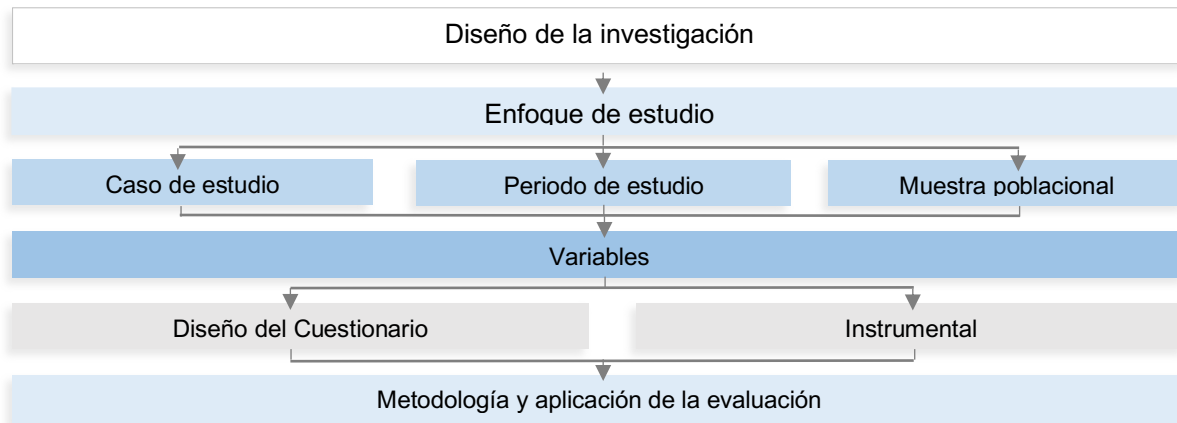 Diseño de la investigación
Enfoque de estudio
Caso de estudio
Periodo de estudio
Muestra poblacional
Variables
Diseño del Cuestionario
Instrumental
Metodología y aplicación de la evaluación